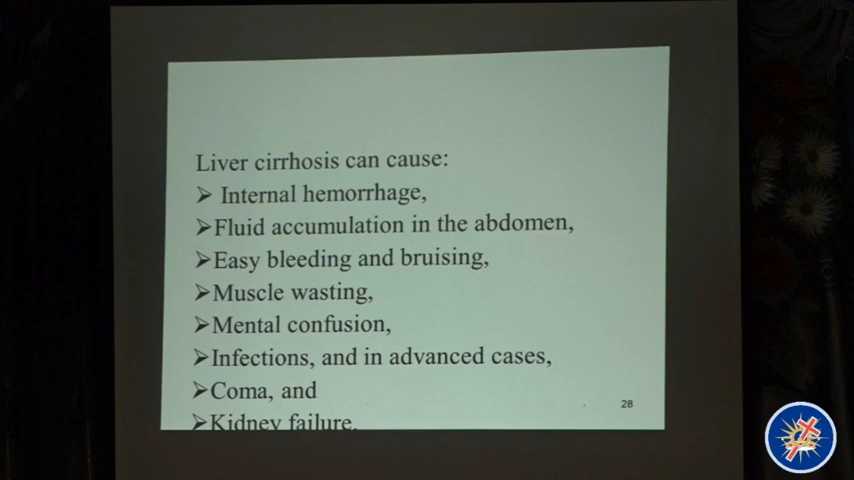 Liver cirrhosis can cause:
➢ Internal hemorrhage,
➢Fluid accumulation in the abdomen,
➢Easy bleeding and bruising,
➢Muscle wasting,
➢Mental confusion,
➢Infections, and in advanced cases,
➢Coma, and
➢Kidney failure.
28